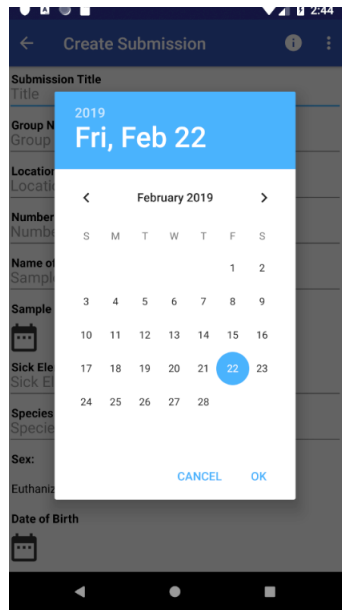 2:44
Create Submission
Submission Title
Title
Group N
Group
Location
Locatio
Number
Numbe
Name of
Sample
Sample
Sick Ele
Sick El
Species
Specie
Sex:
Euthaniz
Date of Birth
2019
Fri, Feb 22
February 2019
S M T W T F S
1 2
3 4 5 6 7 8 9
10 11 12 13 14 15 16
17 18 19 20 21 22 23
24 25 26 27 28
CANCEL OK